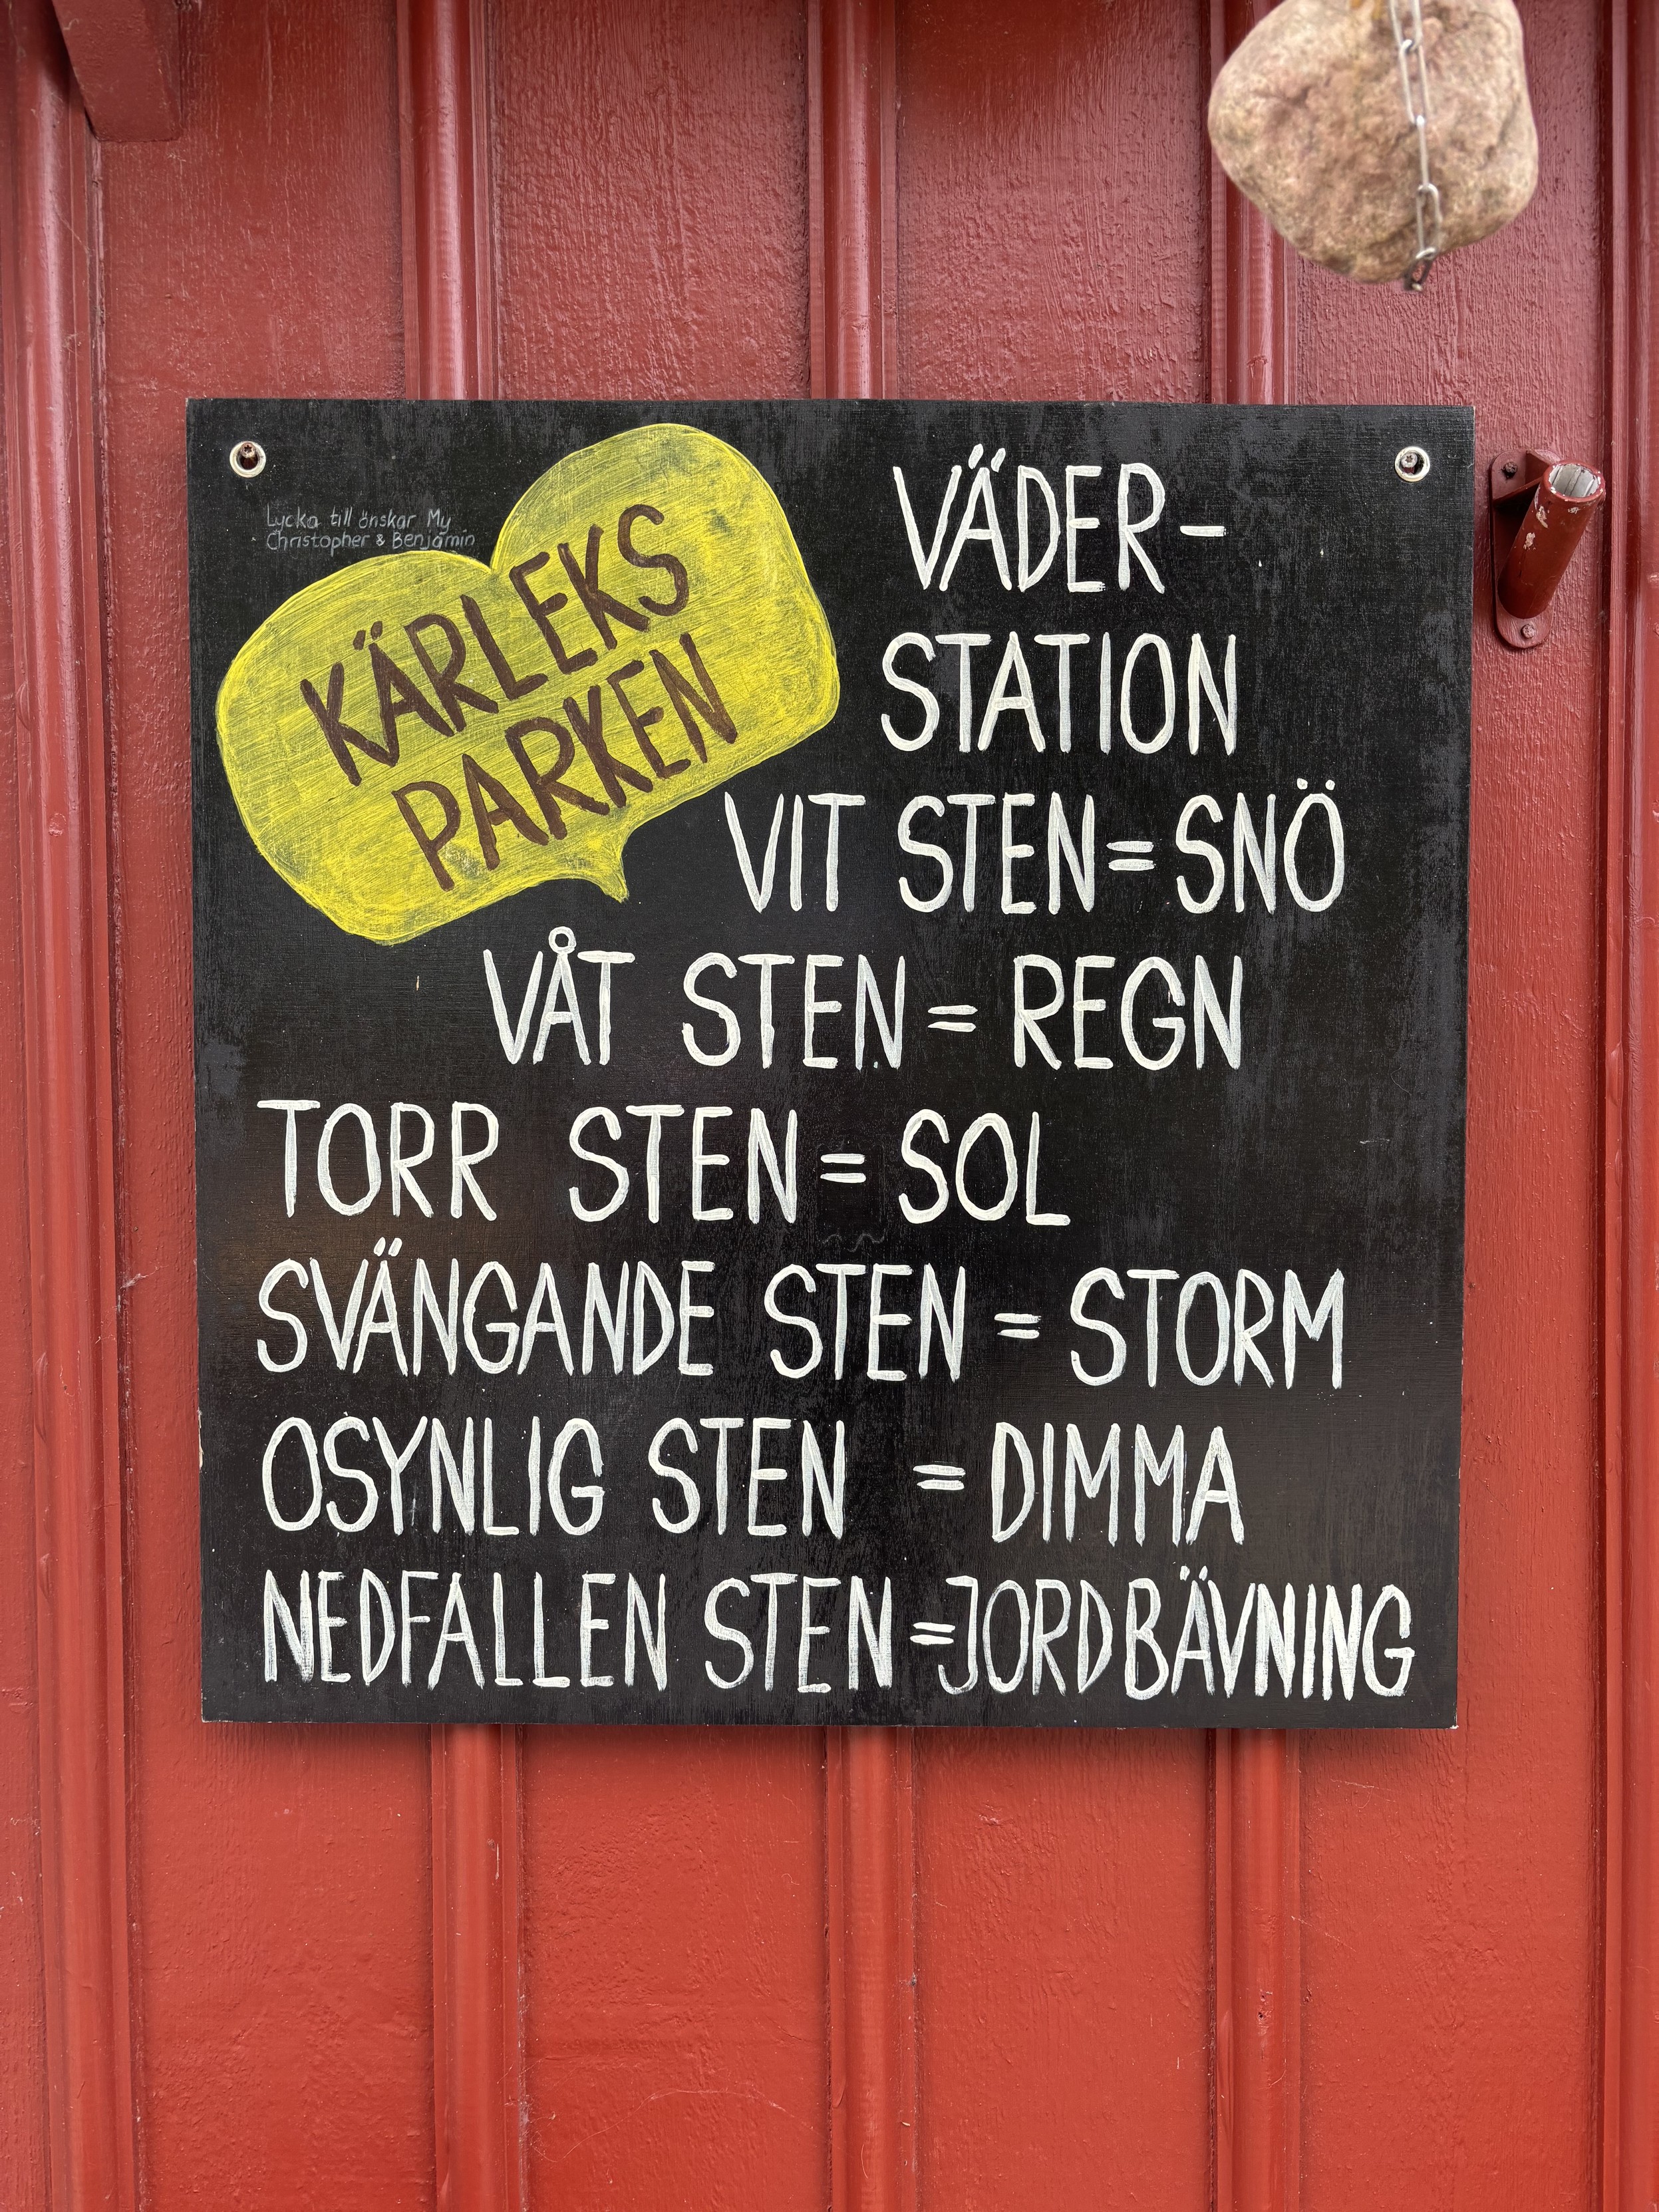 Lycka till önskar My
Christopher & Benjamin
KÄRLEKS
PARKEN
VÄDER-
STATION
VIT STEN = SNÖ
VÅT STEN = REGN
TORR STEN = SOL
SVÄNGANDE STEN = STORM
OSYNLIG STEN = DIMMA
NEDFALLEN STEN = JORDBÄVNING